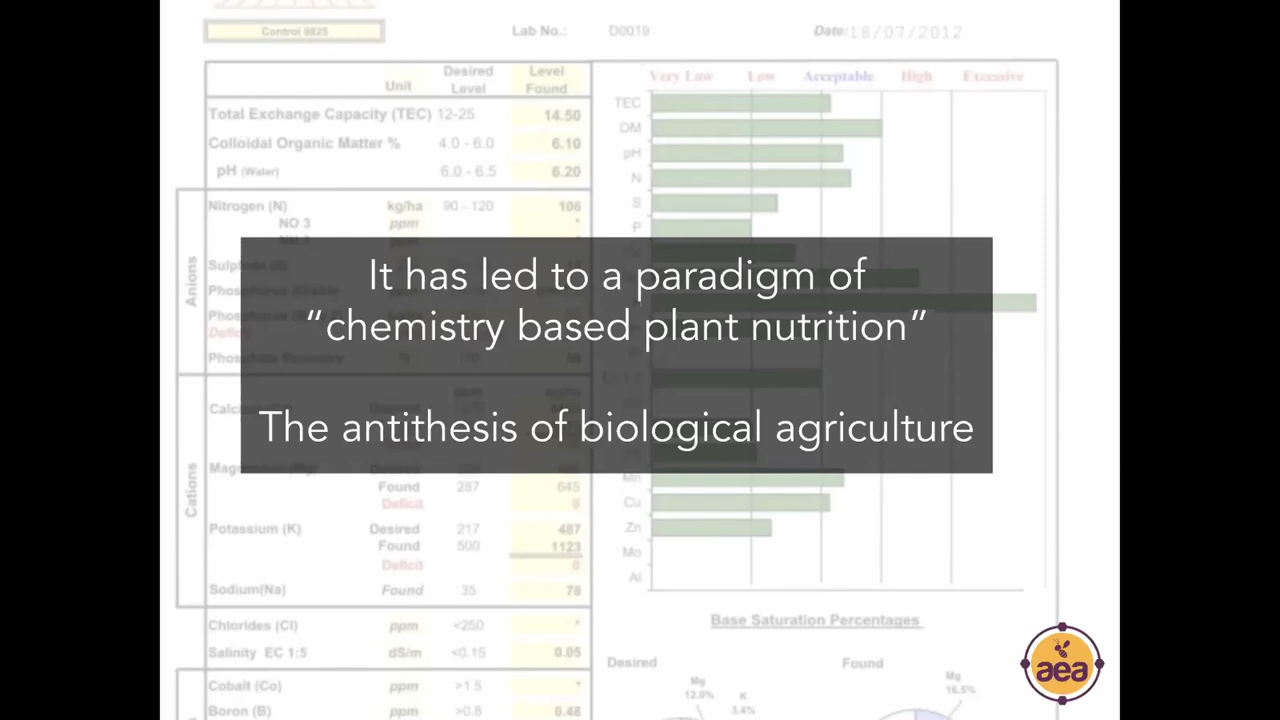 Control 9825
Lab No.: D0019 Date: 18/07/2012
Unit Desired Level Level Found
Total Exchange Capacity (TEC) 12-25 14.50
Colloidal Organic Matter % 4.0 - 6.0 6.10
pH (Water) 6.0 - 6.5 6.20
Anions
Nitrogen (N) kg/ha 90 - 120 106
NO 3 ppm *
It has led to a paradigm of
“chemistry based plant nutrition”
The antithesis of biological agriculture
Cations
Found 287 645
Deficit 0
Potassium (K) Desired 217 487
Found 500 1123
Deficit 0
Sodium(Na) Found 35 78
Chlorides (Cl) ppm <250 *
Salinity EC 1:5 dS/m <0.15 0.05
Cobalt (Co) ppm >1.5 *
Boron (B) ppm >0.8 0.48
Very Low Low Acceptable High Excessive
TEC
OM
pH
N
S
P
Mn
Cu
Zn
Mo
Al
Base Saturation Percentages
Desired Found
Mg
12.0%
K
3.4%
Mg
16.5%
aea